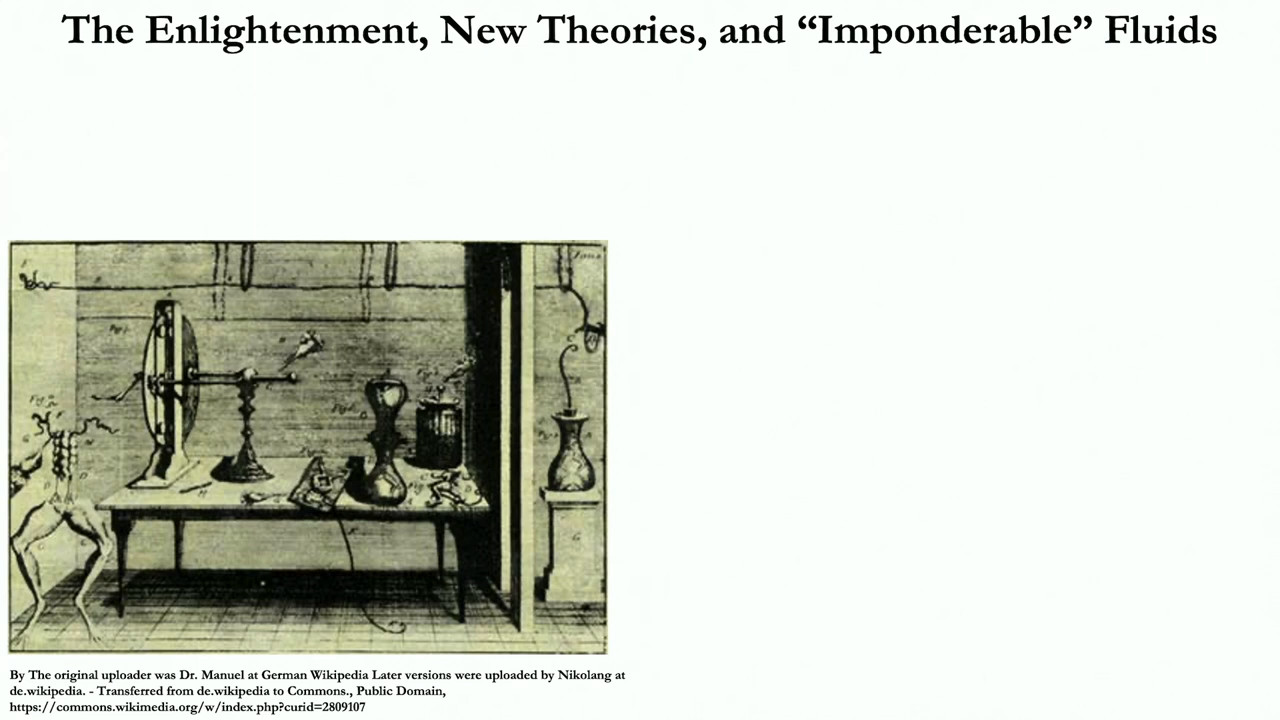 The Enlightenment, New Theories, and “Imponderable” Fluids
By The original uploader was Dr. Manuel at German Wikipedia Later versions were uploaded by Nikolang at
de.wikipedia. - Transferred from de.wikipedia to Commons., Public Domain,
https://commons.wikimedia.org/w/index.php?curid=2809107